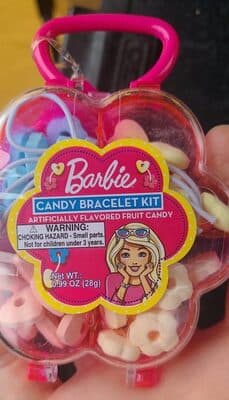 Barbie
CANDY BRACELET KIT
ARTIFICIALLY FLAVORED FRUIT CANDY
WARNING:
CHOKING HAZARD - Small parts.
Not for children under 3 years.
Net WT.:
0.99 OZ (28g)